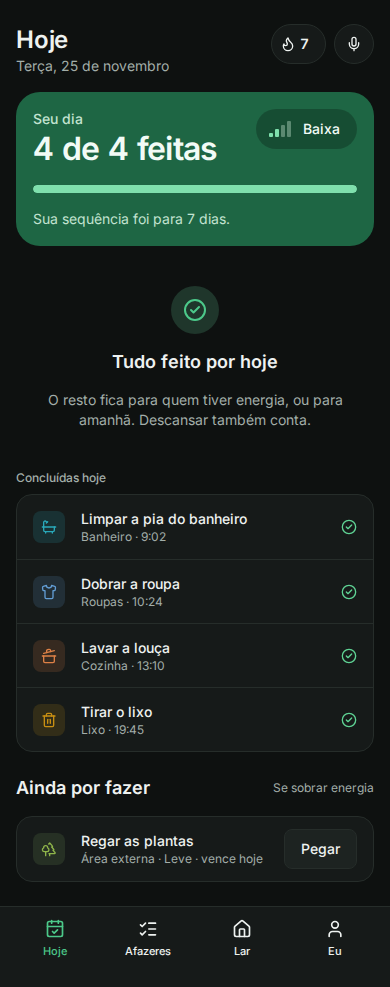 Hoje
Terça, 25 de novembro
7
Seu dia
4 de 4 feitas
Baixa
Sua sequência foi para 7 dias.
Tudo feito por hoje
O resto fica para quem tiver energia, ou para
amanhã. Descansar também conta.
Concluídas hoje
Limpar a pia do banheiro
Banheiro · 9:02
Dobrar a roupa
Roupas · 10:24
Lavar a louça
Cozinha · 13:10
Tirar o lixo
Lixo · 19:45
Ainda por fazer
Se sobrar energia
Regar as plantas
Área externa · Leve · vence hoje
Pegar
Hoje
Afazeres
Lar
Eu